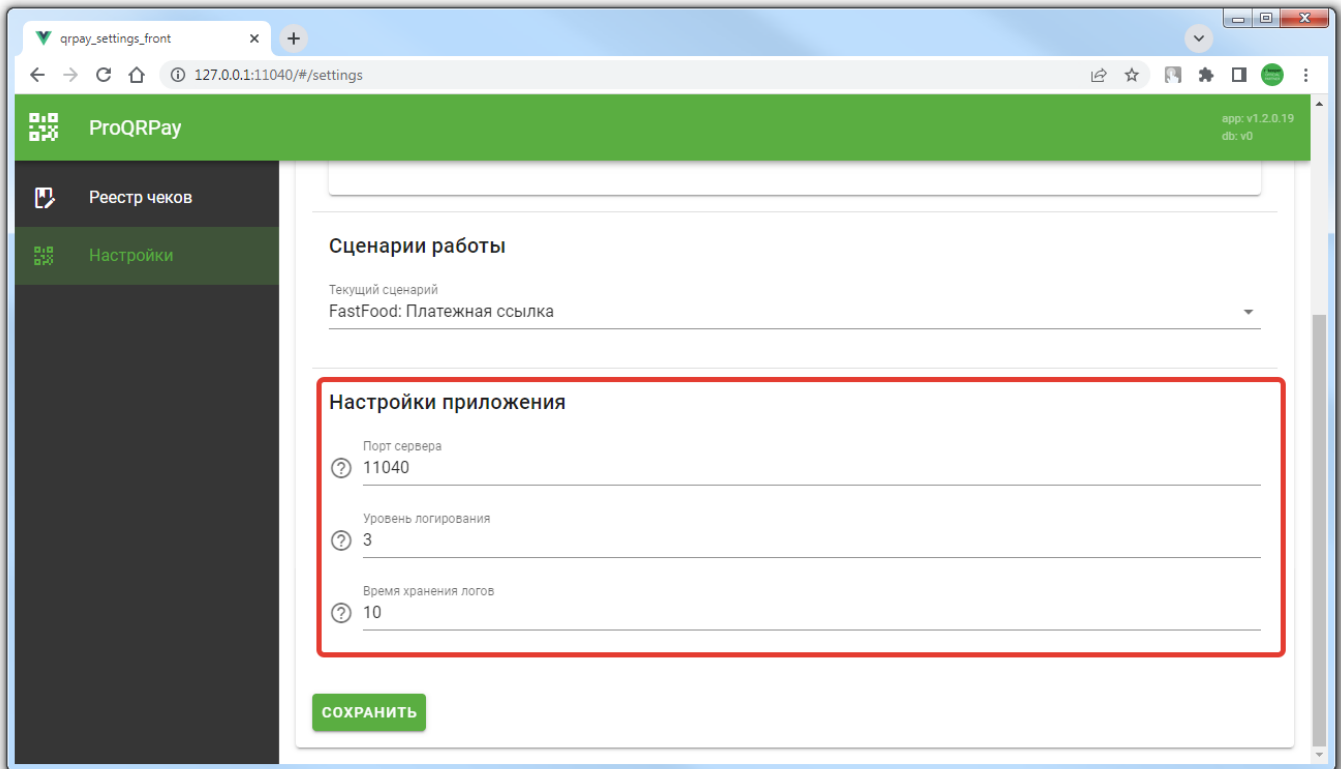 qrpay_settings_front
127.0.0.1:11040/#/settings
ProQRPay
app: v1.2.0.19
db: v0
Реестр чеков
Настройки
Сценарии работы
Текущий сценарий
FastFood: Платежная ссылка
Настройки приложения
Порт сервера
11040
Уровень логирования
3
Время хранения логов
10
СОХРАНИТЬ